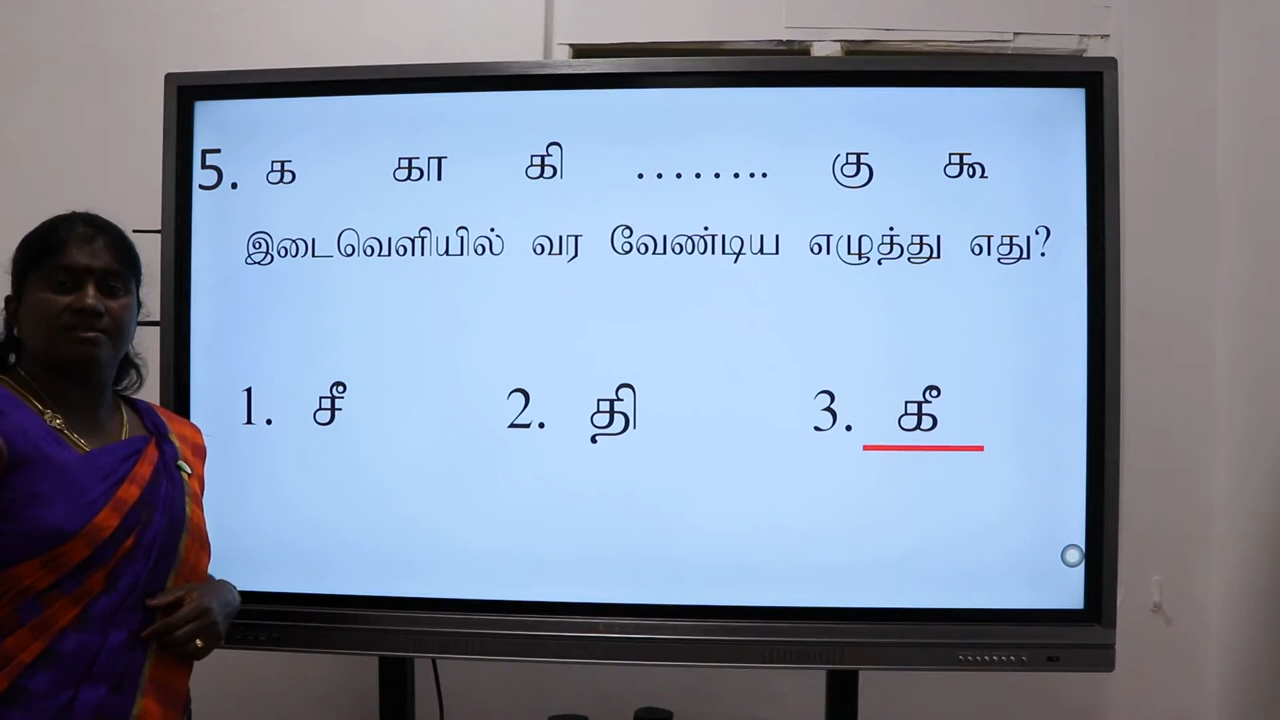 5. க கா கி ........ கு கூ
இடைவெளியில் வர வேண்டிய எழுத்து எது?
1. சீ 2. தி 3. கீ